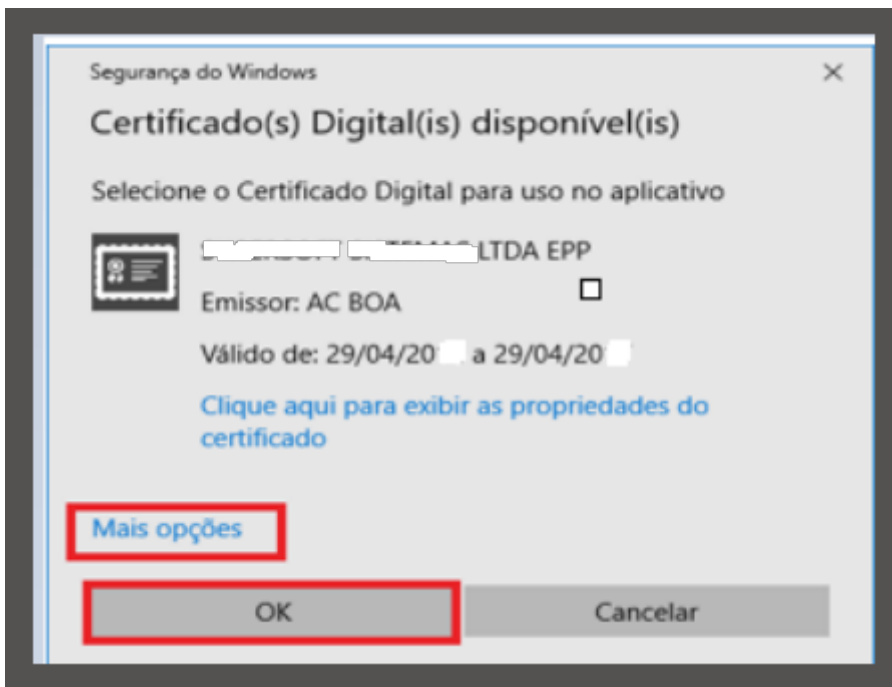 Segurança do Windows
Certificado(s) Digital(is) disponível(is)
Selecione o Certificado Digital para uso no aplicativo
LTDA EPP
Emissor: AC BOA
Válido de: 29/04/20 a 29/04/20
Clique aqui para exibir as propriedades do
certificado
Mais opções
OK
Cancelar